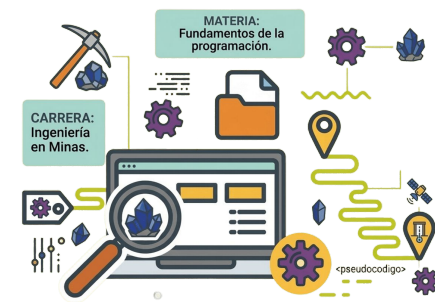 MATERIA:
Fundamentos de la
programación.
CARRERA:
Ingeniería
en Minas.
<pseudocodigo>